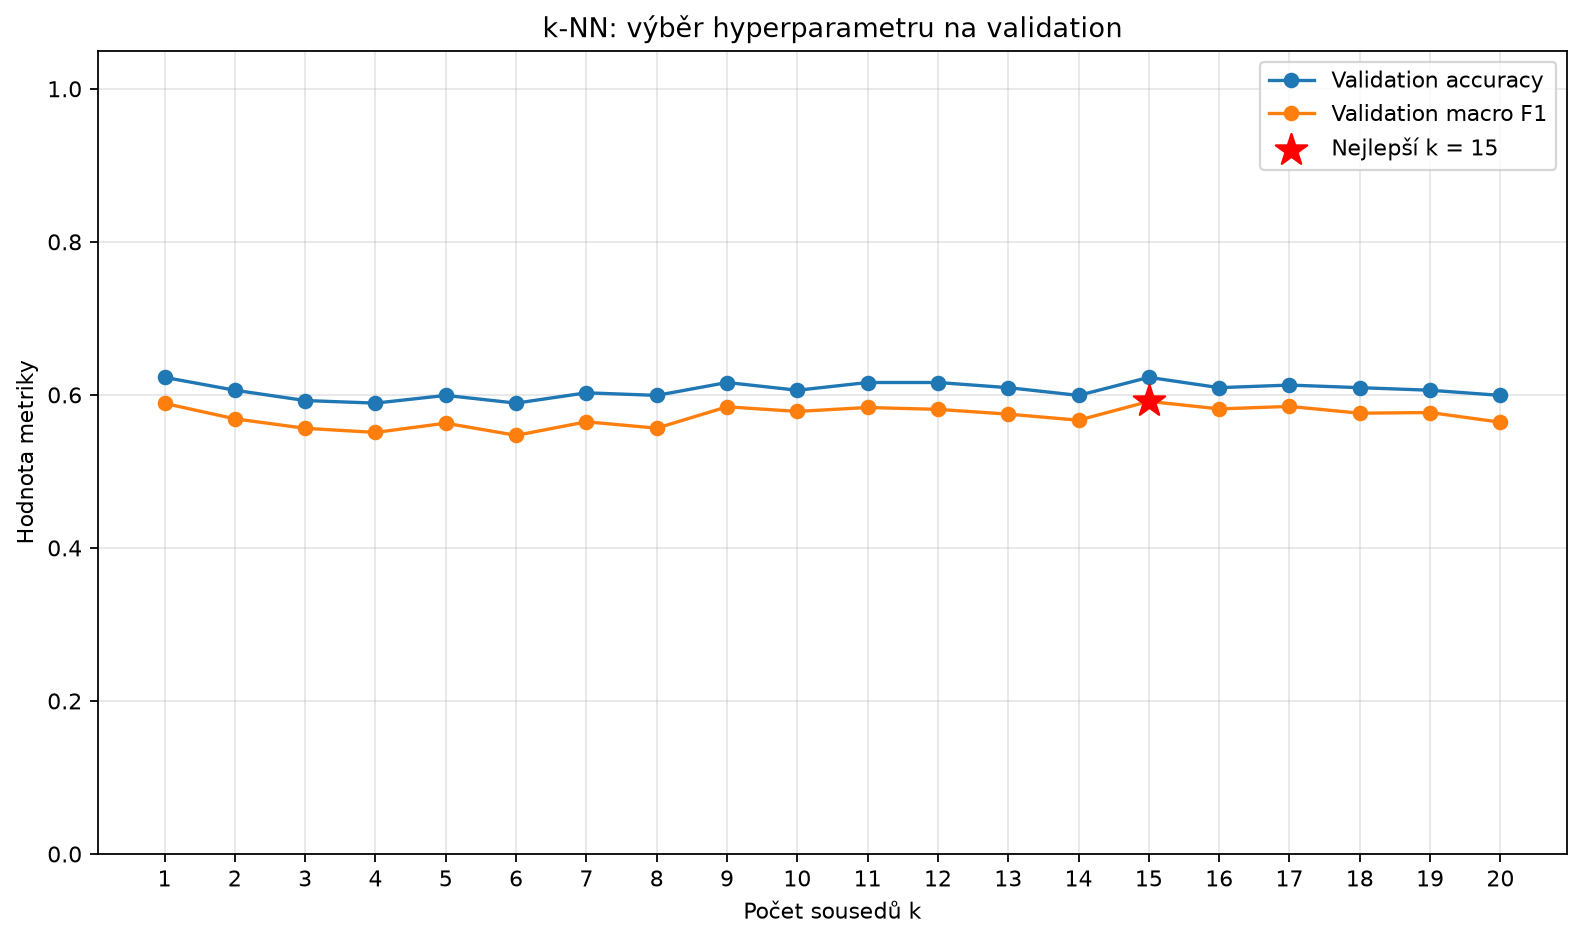 k-NN: výběr hyperparametru na validation
Validation accuracy
Validation macro F1
Nejlepší k = 15
Hodnota metriky
1.0
0.8
0.6
0.4
0.2
0.0
1 2 3 4 5 6 7 8 9 10 11 12 13 14 15 16 17 18 19 20
Počet sousedů k